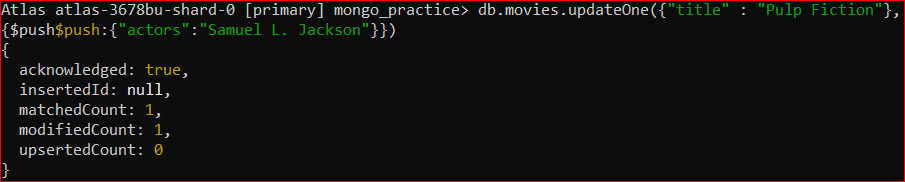 Atlas atlas-3678bu-shard-0 [primary] mongo_practice> db.movies.updateOne({"title" : "Pulp Fiction"},
{$push$push:{"actors":"Samuel L. Jackson"}})
{
  acknowledged: true,
  insertedId: null,
  matchedCount: 1,
  modifiedCount: 1,
  upsertedCount: 0
}